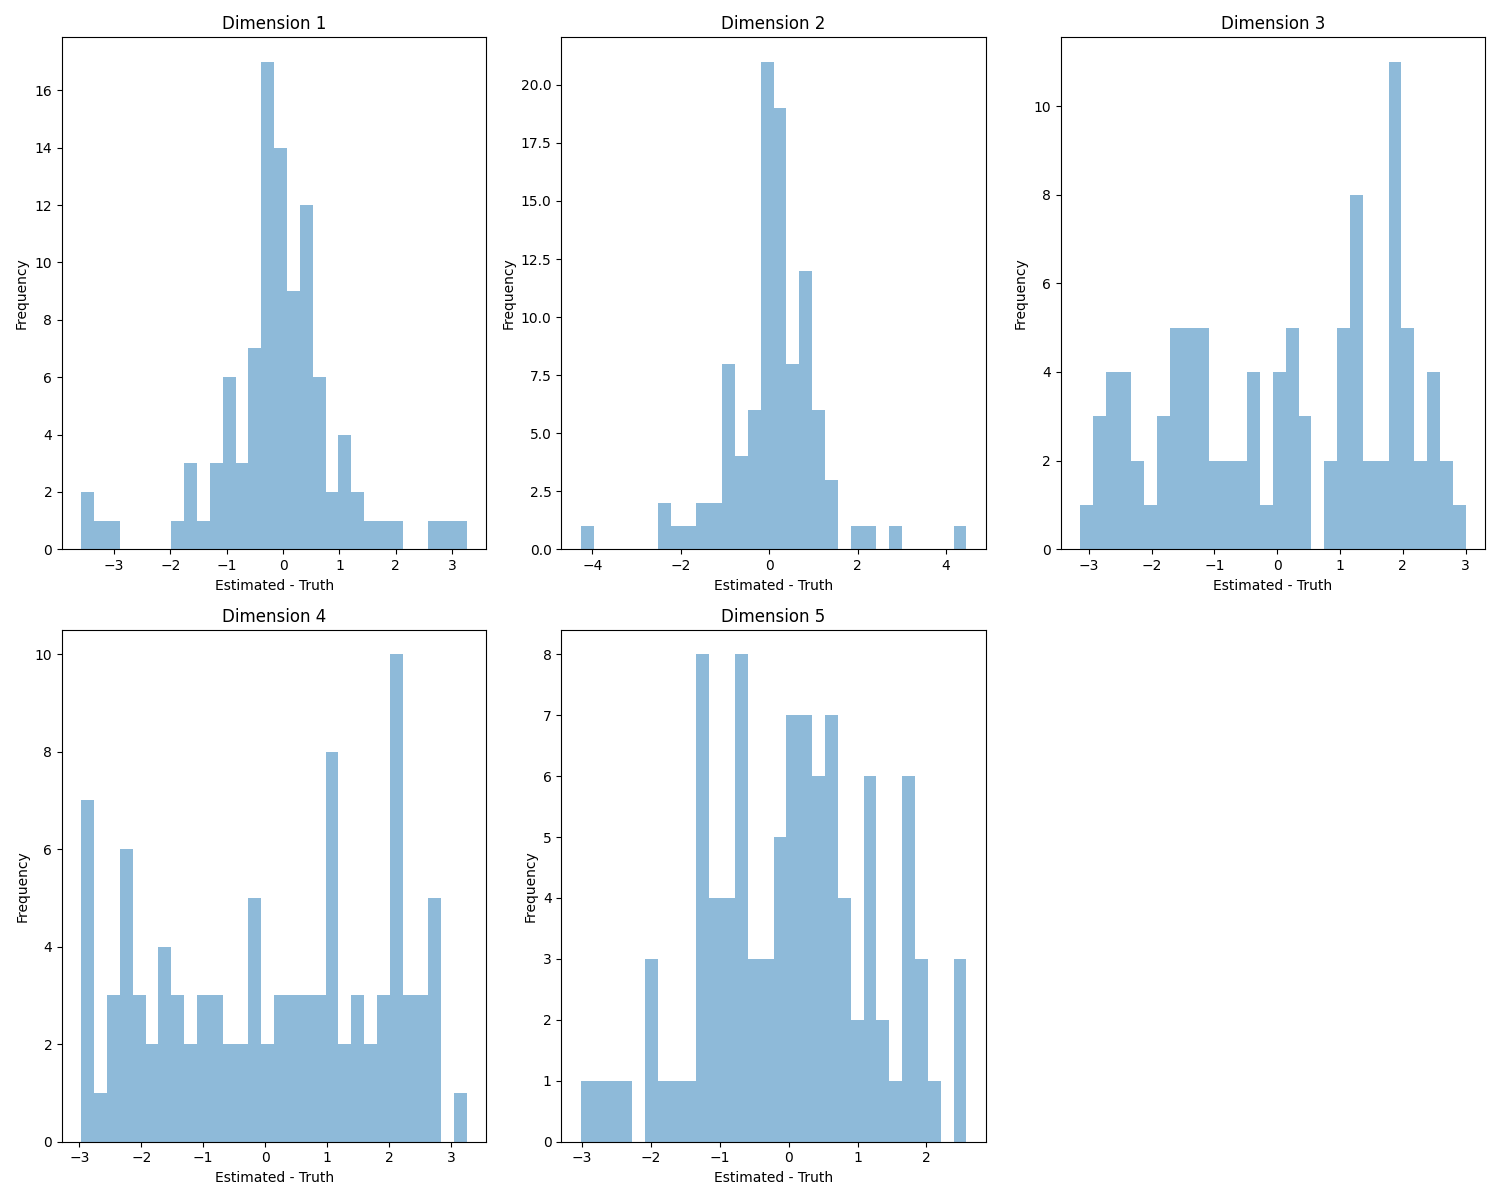 Dimension 1
Frequency
16
14
12
10
8
6
4
2
0
−3 −2 −1 0 1 2 3
Estimated - Truth
Dimension 2
Frequency
20.0
17.5
15.0
12.5
10.0
7.5
5.0
2.5
0.0
−4 −2 0 2 4
Estimated - Truth
Dimension 3
Frequency
10
8
6
4
2
0
−3 −2 −1 0 1 2 3
Estimated - Truth
Dimension 4
Frequency
10
8
6
4
2
0
−3 −2 −1 0 1 2 3
Estimated - Truth
Dimension 5
Frequency
8
7
6
5
4
3
2
1
0
−3 −2 −1 0 1 2
Estimated - Truth